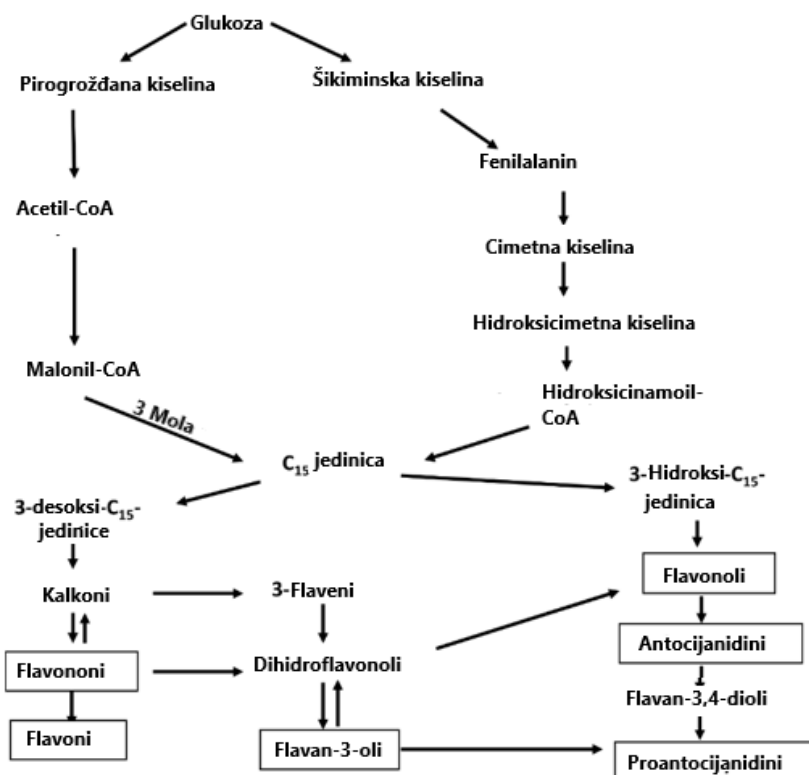 Glukoza
Pirogrožđana kiselina
Šikiminska kiselina
Fenilalanin
Acetil-CoA
Cimetna kiselina
Hidroksicimetna kiselina
Malonil-CoA
Hidroksicinamoil-
CoA
3 Mola
C₁₅ jedinica
3-Hidroksi-C₁₅-
jedinica
3-desoksi-C₁₅-
jedinice
Kalkoni
3-Flaveni
Flavonoli
Flavononi
Dihidroflavonoli
Antocijanidini
Flavan-3,4-dioli
Flavoni
Flavan-3-oli
Proantocijanidini